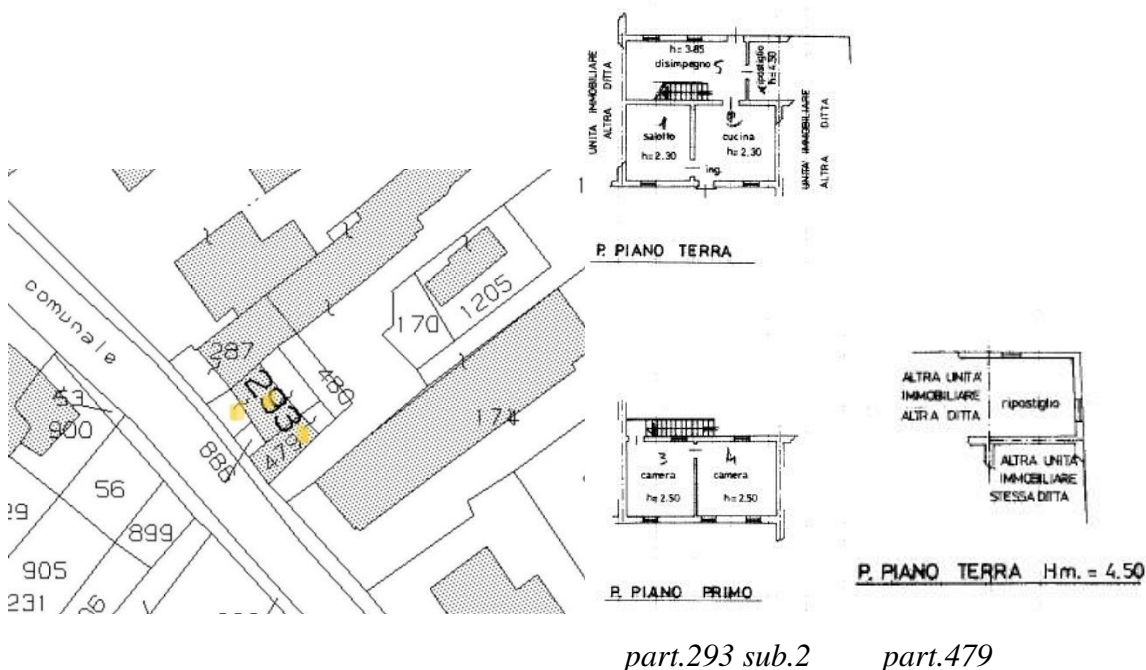 comunale
53
900
56
899
905
231
287
293
480
479
88A
170
1205
174
UNITA IMMOBILIARE
ALTRA DITTA
h= 3.85
disimpegno 5
ripostiglio
h= 4.50
1
salotto
h= 2.30
cucina
h= 2.30
ing.
UNITA' IMMOBILIARE
ALTRA DITTA
P. PIANO TERRA
3
camera
h= 2.50
4
camera
h= 2.50
P. PIANO PRIMO
ALTRA UNITA'
IMMOBILIARE
ALTRA DITTA
ripostiglio
ALTRA UNITA'
IMMOBILIARE
STESSA DITTA
P. PIANO TERRA Hm. = 4.50
part.293 sub.2
part.479